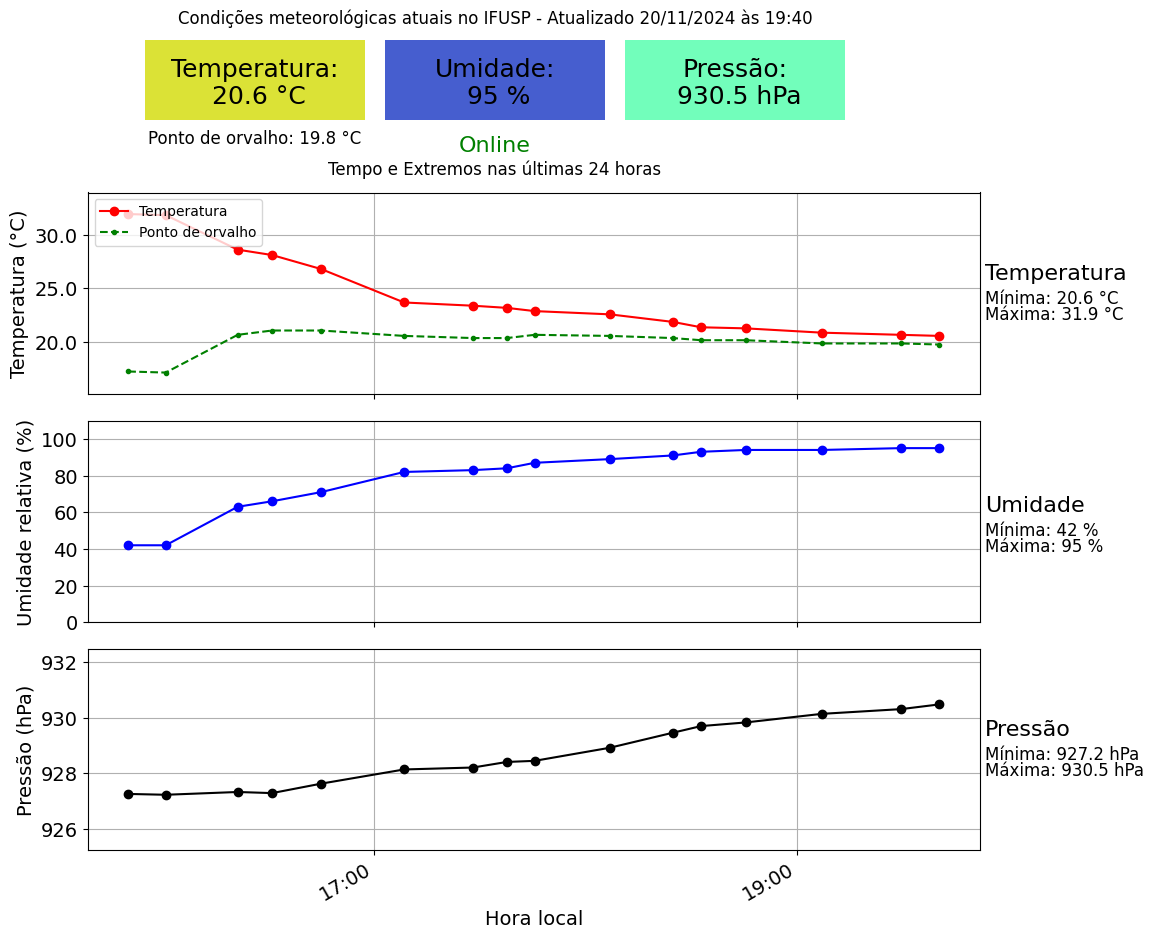 Condições meteorológicas atuais no IFUSP - Atualizado 20/11/2024 às 19:40
Temperatura:
20.6 °C
Umidade:
95 %
Pressão:
930.5 hPa
Ponto de orvalho: 19.8 °C
Online
Tempo e Extremos nas últimas 24 horas
Temperatura (°C)
30.0
25.0
20.0
Temperatura
Ponto de orvalho
Temperatura
Mínima: 20.6 °C
Máxima: 31.9 °C
Umidade relativa (%)
100
80
60
40
20
0
Umidade
Mínima: 42 %
Máxima: 95 %
Pressão (hPa)
932
930
928
926
Pressão
Mínima: 927.2 hPa
Máxima: 930.5 hPa
17:00
19:00
Hora local